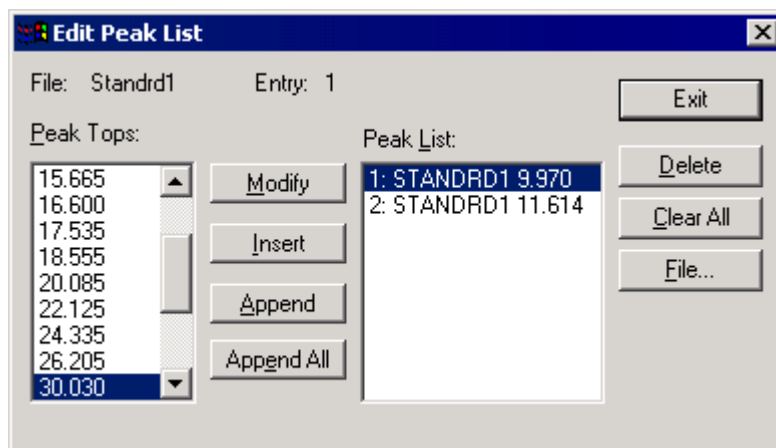 Edit Peak List
File: Standrd1 Entry: 1
Exit
Peak Tops:
Peak List:
15.665
16.600
17.535
18.555
20.085
22.125
24.335
26.205
30.030
Modify
Insert
Append
Append All
1: STANDRD1 9.970
2: STANDRD1 11.614
Delete
Clear All
File...